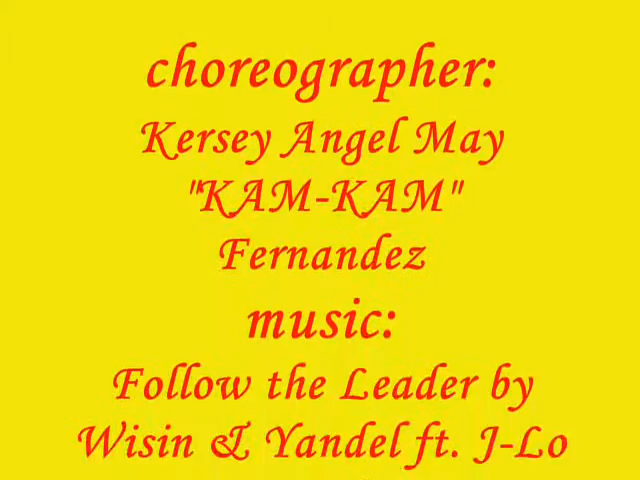 choreographer:
Kersey Angel May
"KAM-KAM"
Fernandez
music:
Follow the Leader by
Wisin & Yandel ft. J-Lo